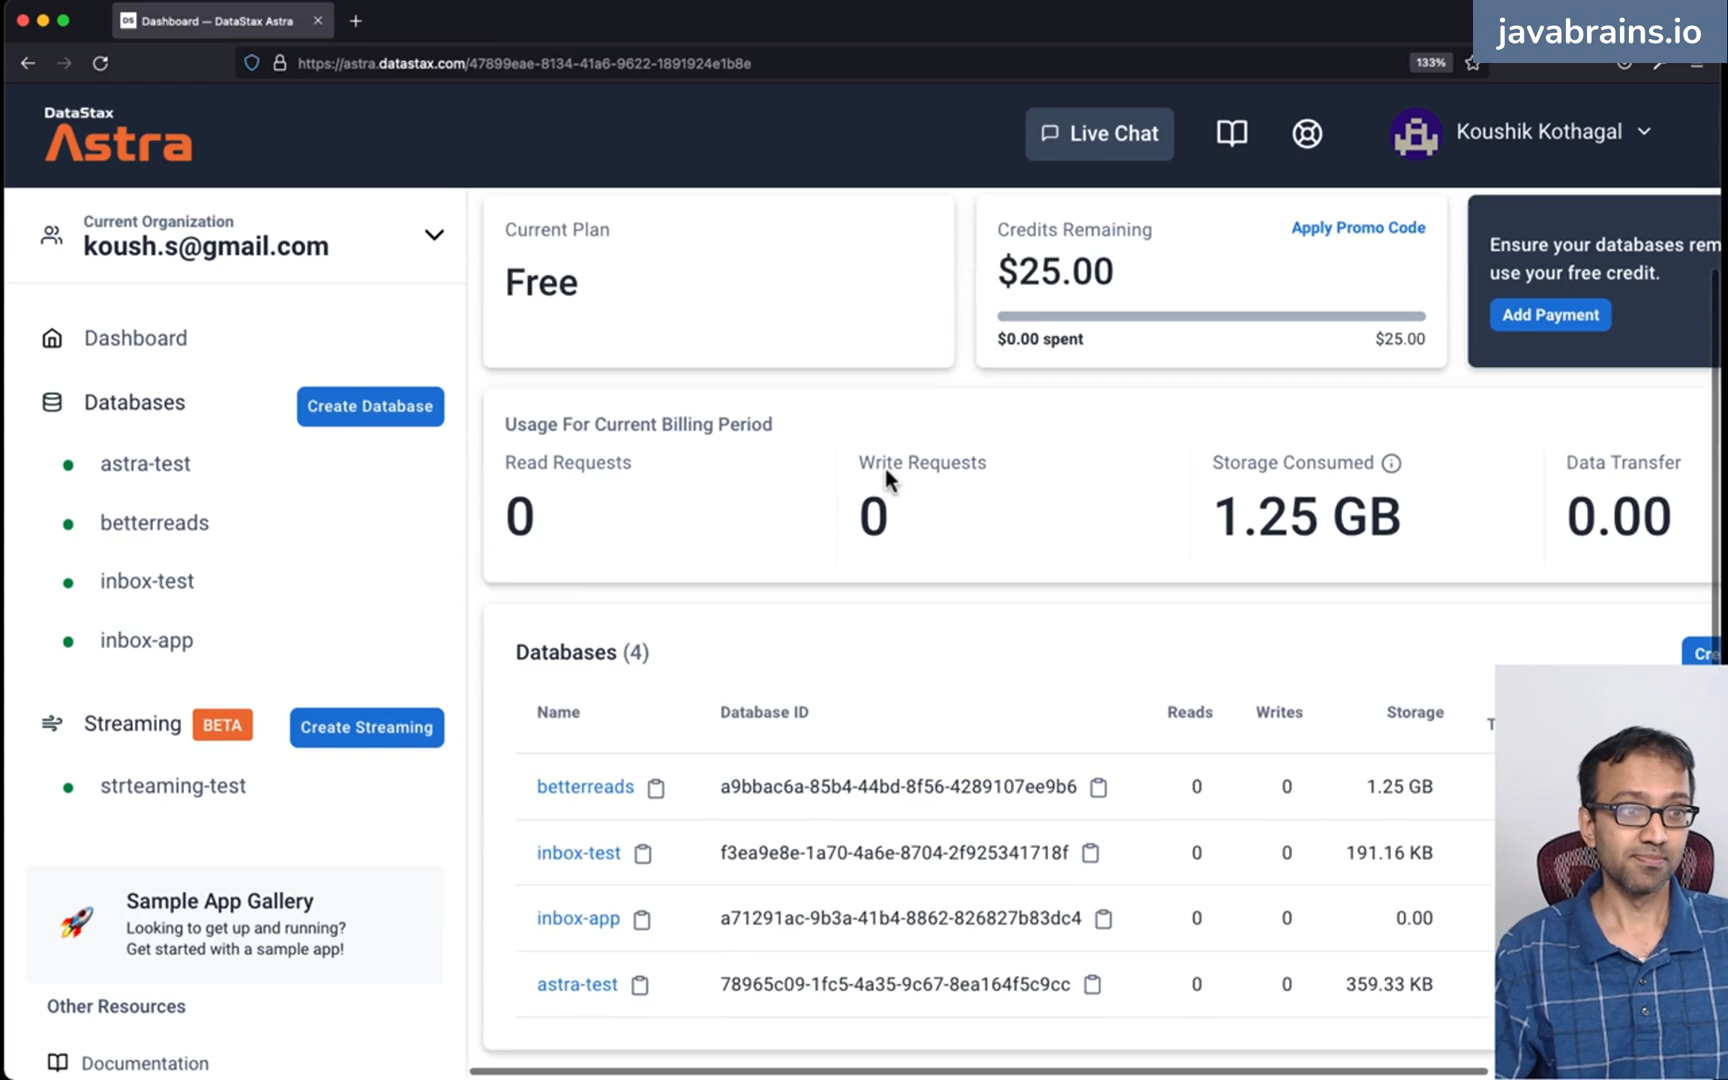 DS Dashboard — DataStax Astra
javabrains.io
https://astra.datastax.com/47899eae-8134-41a6-9622-1891924e1b8e
133%
DataStax
Astra
Live Chat
Koushik Kothagal
Current Organization
koush.s@gmail.com
Dashboard
Databases
Create Database
astra-test
betterreads
inbox-test
inbox-app
Streaming BETA
Create Streaming
strteaming-test
Sample App Gallery
Looking to get up and running?
Get started with a sample app!
Other Resources
Documentation
Current Plan
Free
Credits Remaining
Apply Promo Code
$25.00
$0.00 spent
$25.00
Ensure your databases rem
use your free credit.
Add Payment
Usage For Current Billing Period
Read Requests
0
Write Requests
0
Storage Consumed
1.25 GB
Data Transfer
0.00
Databases (4)
Cre
Name Database ID Reads Writes Storage T
betterreads a9bbac6a-85b4-44bd-8f56-4289107ee9b6 0 0 1.25 GB
inbox-test f3ea9e8e-1a70-4a6e-8704-2f925341718f 0 0 191.16 KB
inbox-app a71291ac-9b3a-41b4-8862-826827b83dc4 0 0 0.00
astra-test 78965c09-1fc5-4a35-9c67-8ea164f5c9cc 0 0 359.33 KB